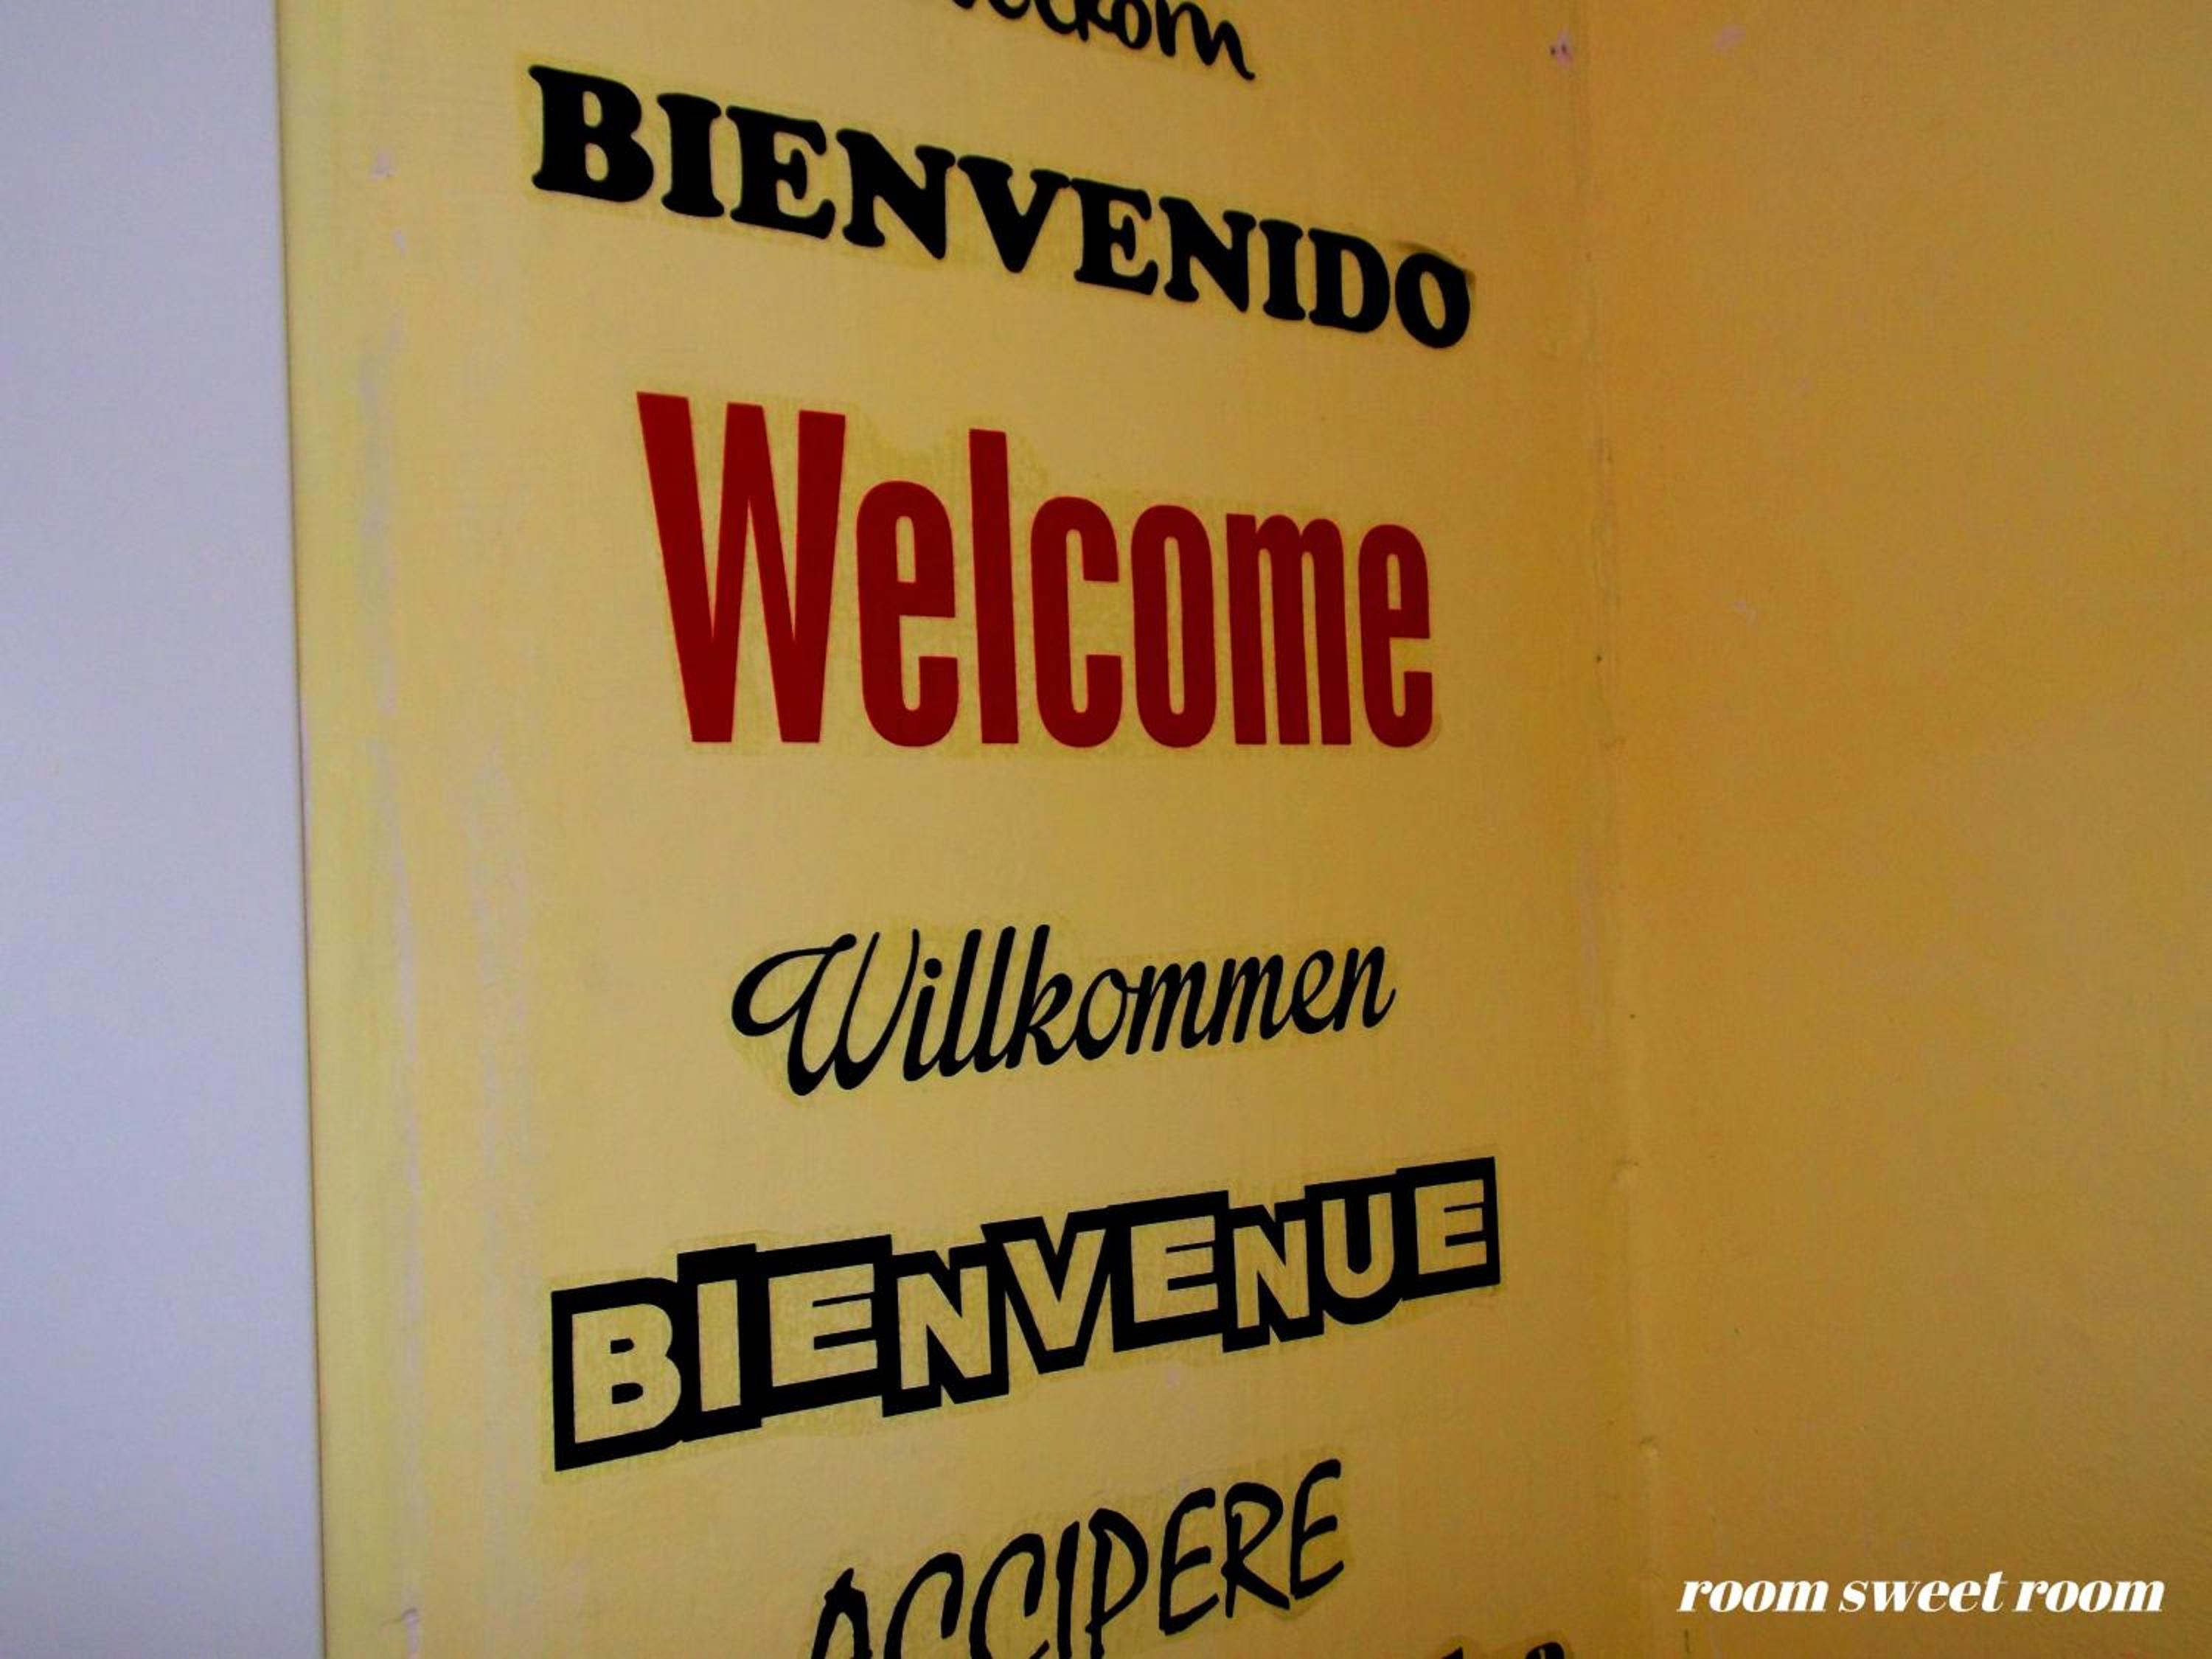 BIENVENIDO
Welcome
Willkommen
BIENVENUE
ACCIPERE
room sweet room